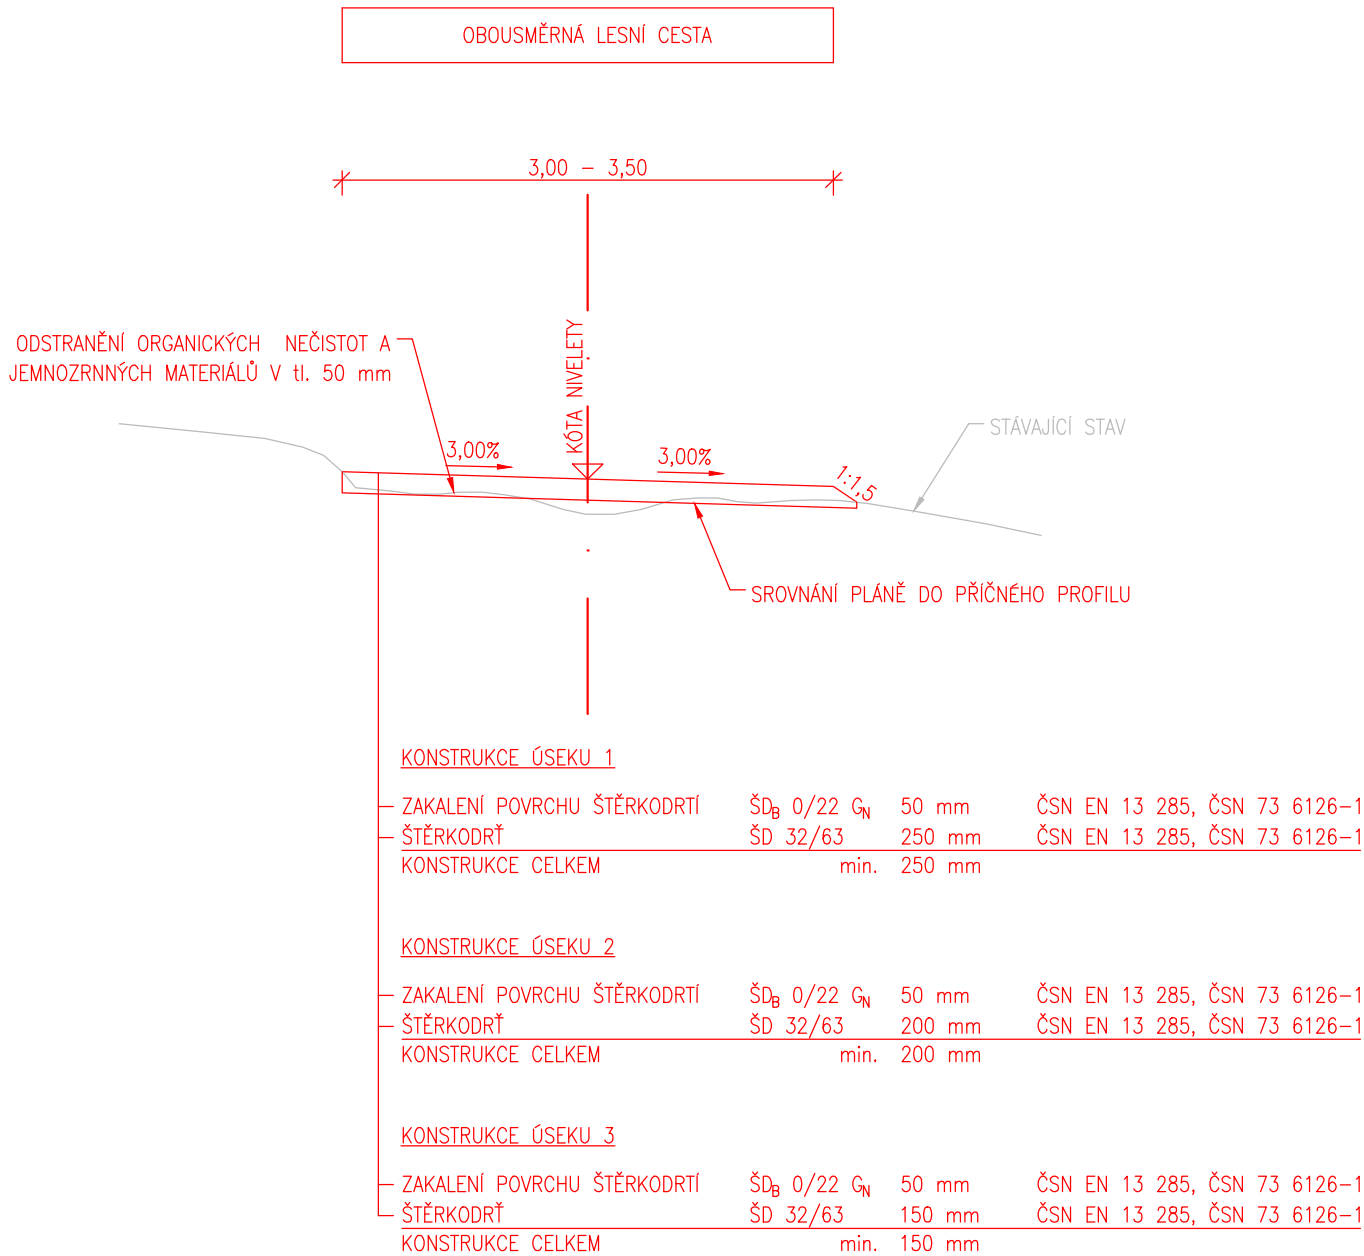 OBOUSMĚRNÁ LESNÍ CESTA
3,00 – 3,50
KÓTA NIVELETY
ODSTRANĚNÍ ORGANICKÝCH NEČISTOT A
JEMNOZRNNÝCH MATERIÁLŮ V tl. 50 mm
STÁVAJÍCÍ STAV
3,00%
3,00%
1:1,5
SROVNÁNÍ PLÁNĚ DO PŘÍČNÉHO PROFILU
KONSTRUKCE ÚSEKU 1
ZAKALENÍ POVRCHU ŠTĚRKODRTÍ ŠDB 0/22 GN 50 mm ČSN EN 13 285, ČSN 73 6126-1
ŠTĚRKODRŤ ŠD 32/63 250 mm ČSN EN 13 285, ČSN 73 6126-1
KONSTRUKCE CELKEM min. 250 mm
KONSTRUKCE ÚSEKU 2
ZAKALENÍ POVRCHU ŠTĚRKODRTÍ ŠDB 0/22 GN 50 mm ČSN EN 13 285, ČSN 73 6126-1
ŠTĚRKODRŤ ŠD 32/63 200 mm ČSN EN 13 285, ČSN 73 6126-1
KONSTRUKCE CELKEM min. 200 mm
KONSTRUKCE ÚSEKU 3
ZAKALENÍ POVRCHU ŠTĚRKODRTÍ ŠDB 0/22 GN 50 mm ČSN EN 13 285, ČSN 73 6126-1
ŠTĚRKODRŤ ŠD 32/63 150 mm ČSN EN 13 285, ČSN 73 6126-1
KONSTRUKCE CELKEM min. 150 mm